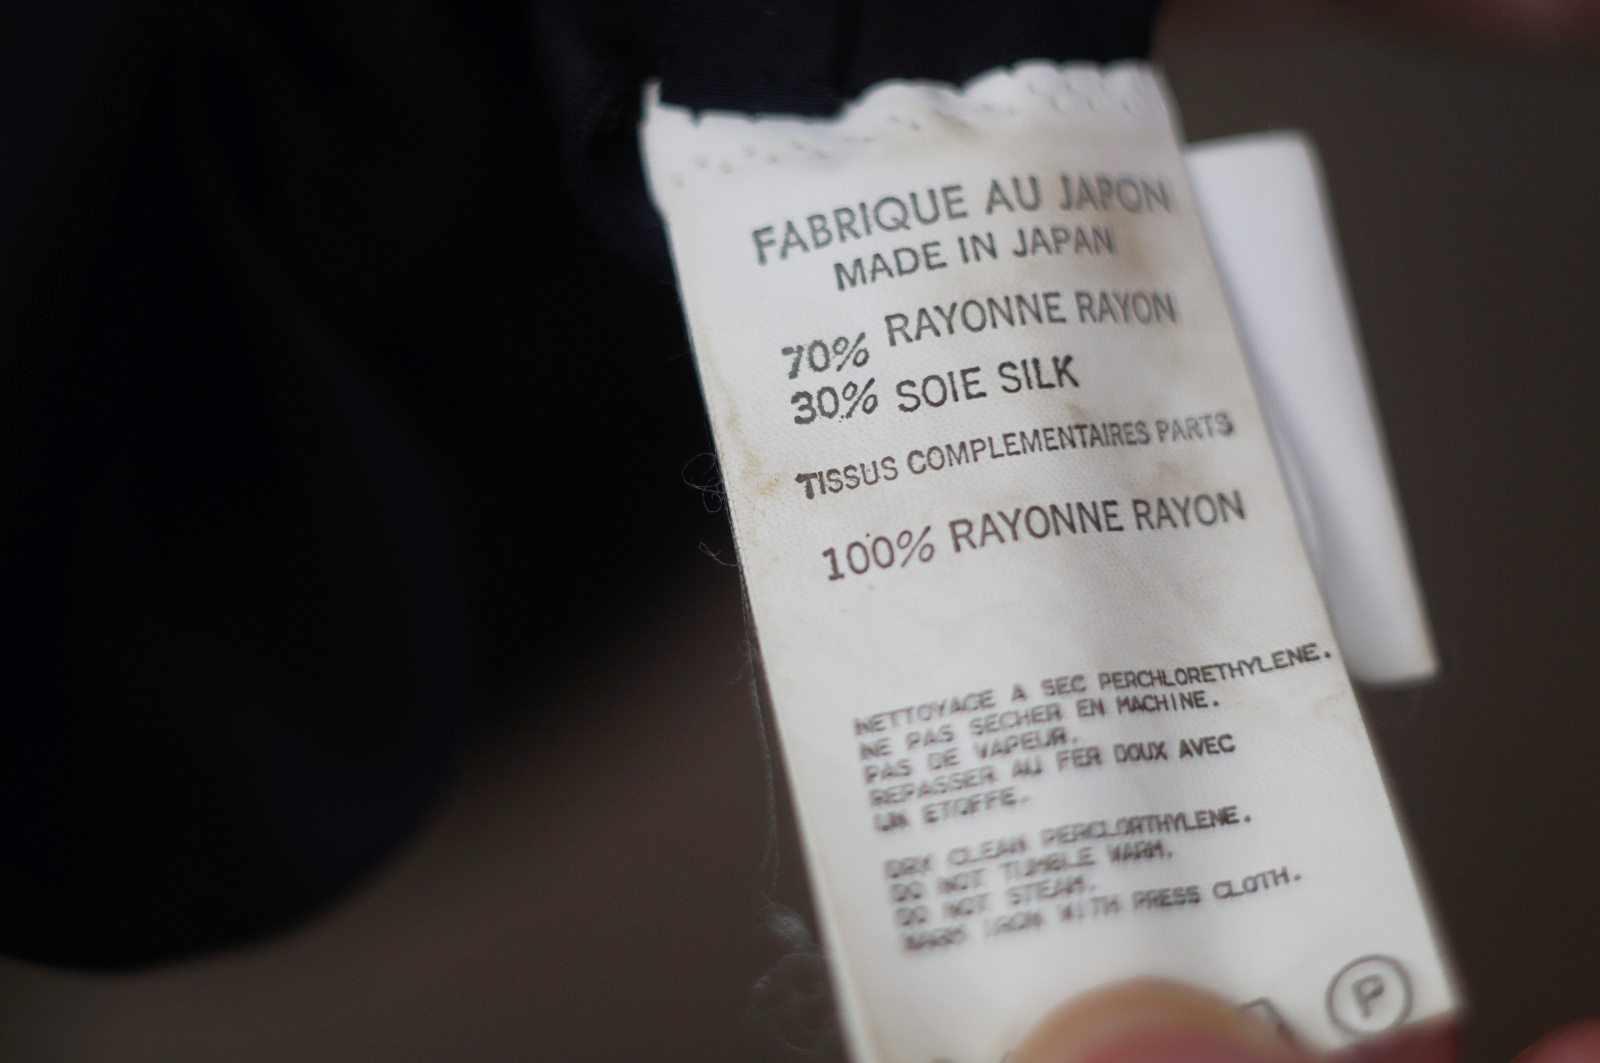 FABRIQUE AU JAPON
MADE IN JAPAN
70% RAYONNE RAYON
30% SOIE SILK
TISSUS COMPLEMENTAIRES PARTS
100% RAYONNE RAYON
NETTOYAGE A SEC PERCHLORETHYLENE.
NE PAS SECHER EN MACHINE.
PAS DE VAPEUR.
REPASSER AU FER DOUX AVEC
UN ETOFFE.
DRY CLEAN PERCLORTHYLENE.
DO NOT TUMBLE WARM.
DO NOT STEAM.
WARM IRON WITH PRESS CLOTH.
P